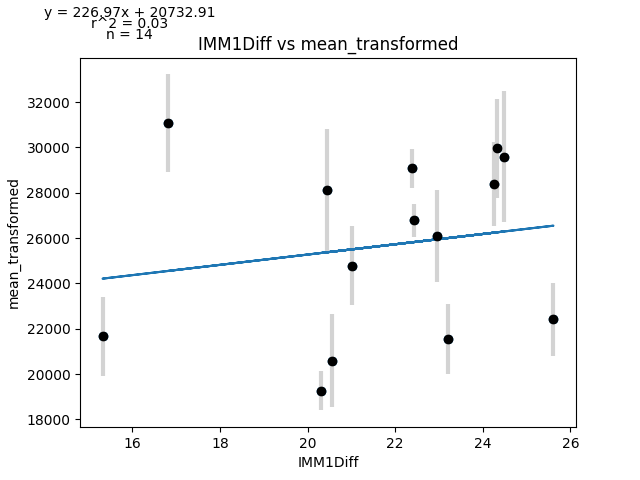 y = 226.97x + 20732.91
r^2 = 0.03
n = 14
IMM1Diff vs mean_transformed
mean_transformed
32000
30000
28000
26000
24000
22000
20000
18000
16 18 20 22 24 26
IMM1Diff